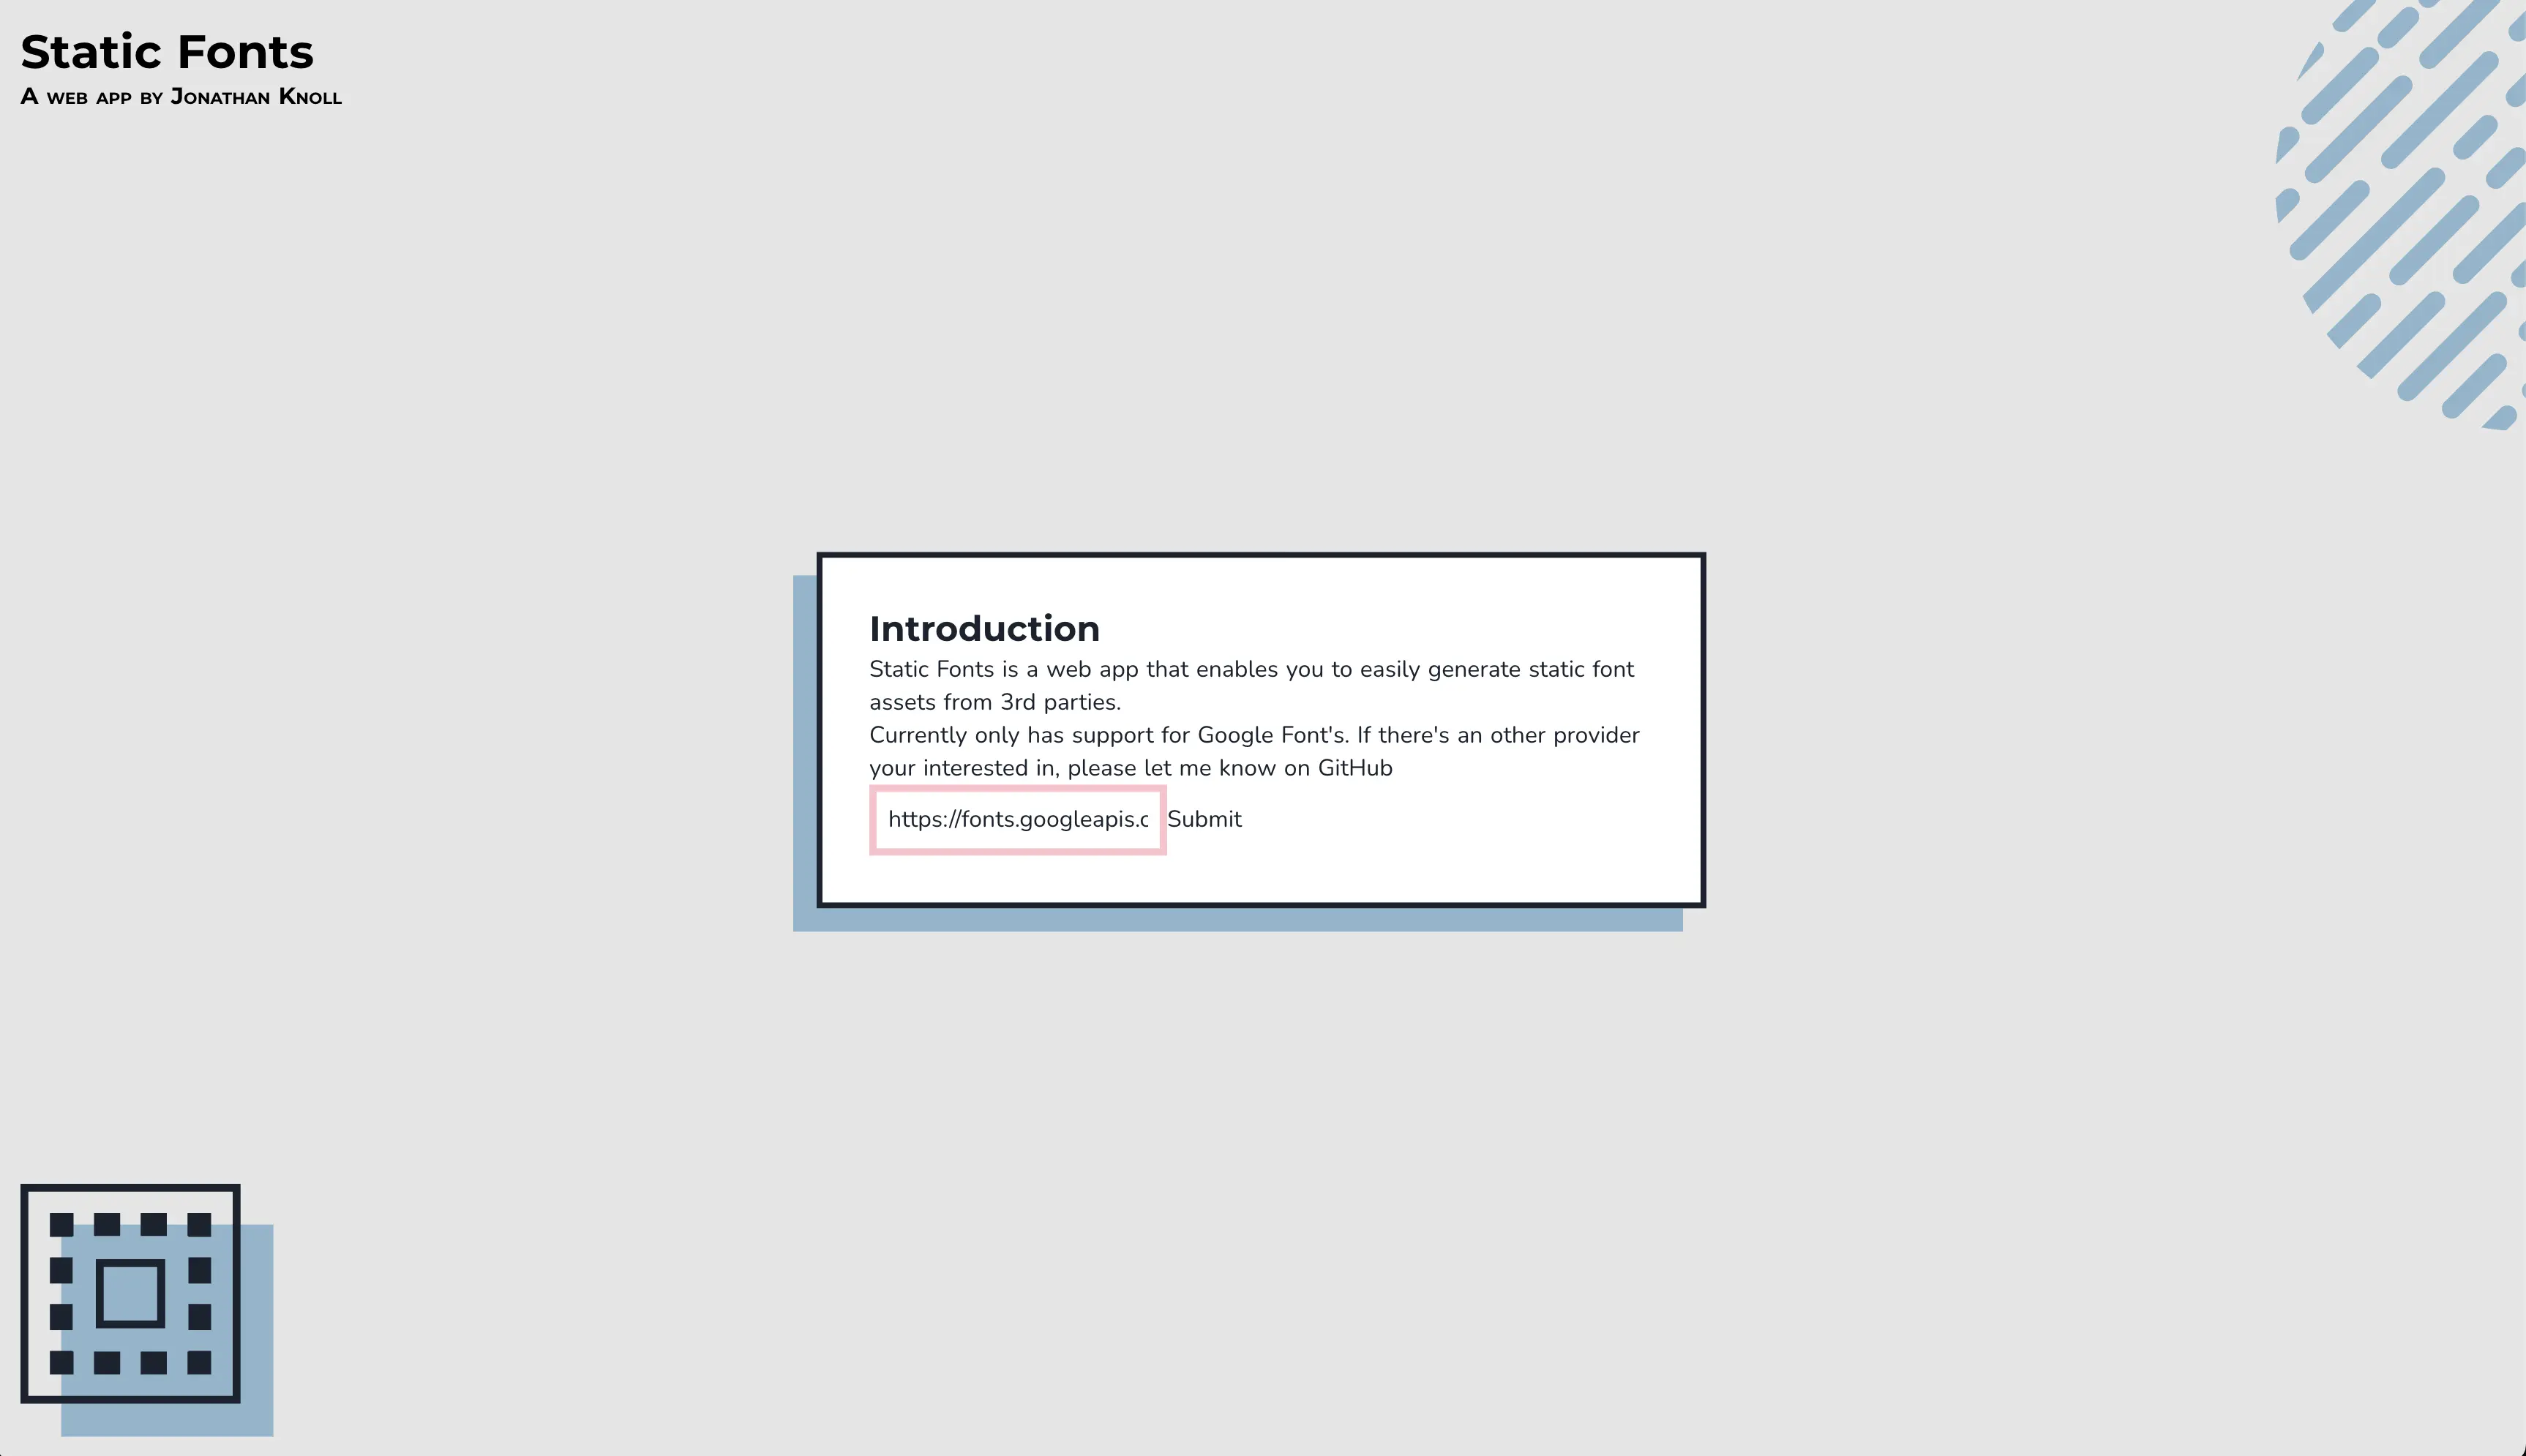 Static Fonts
A web app by Jonathan Knoll
Introduction
Static Fonts is a web app that enables you to easily generate static font
assets from 3rd parties.
Currently only has support for Google Font's. If there's an other provider
your interested in, please let me know on GitHub
https://fonts.googleapis.c Submit